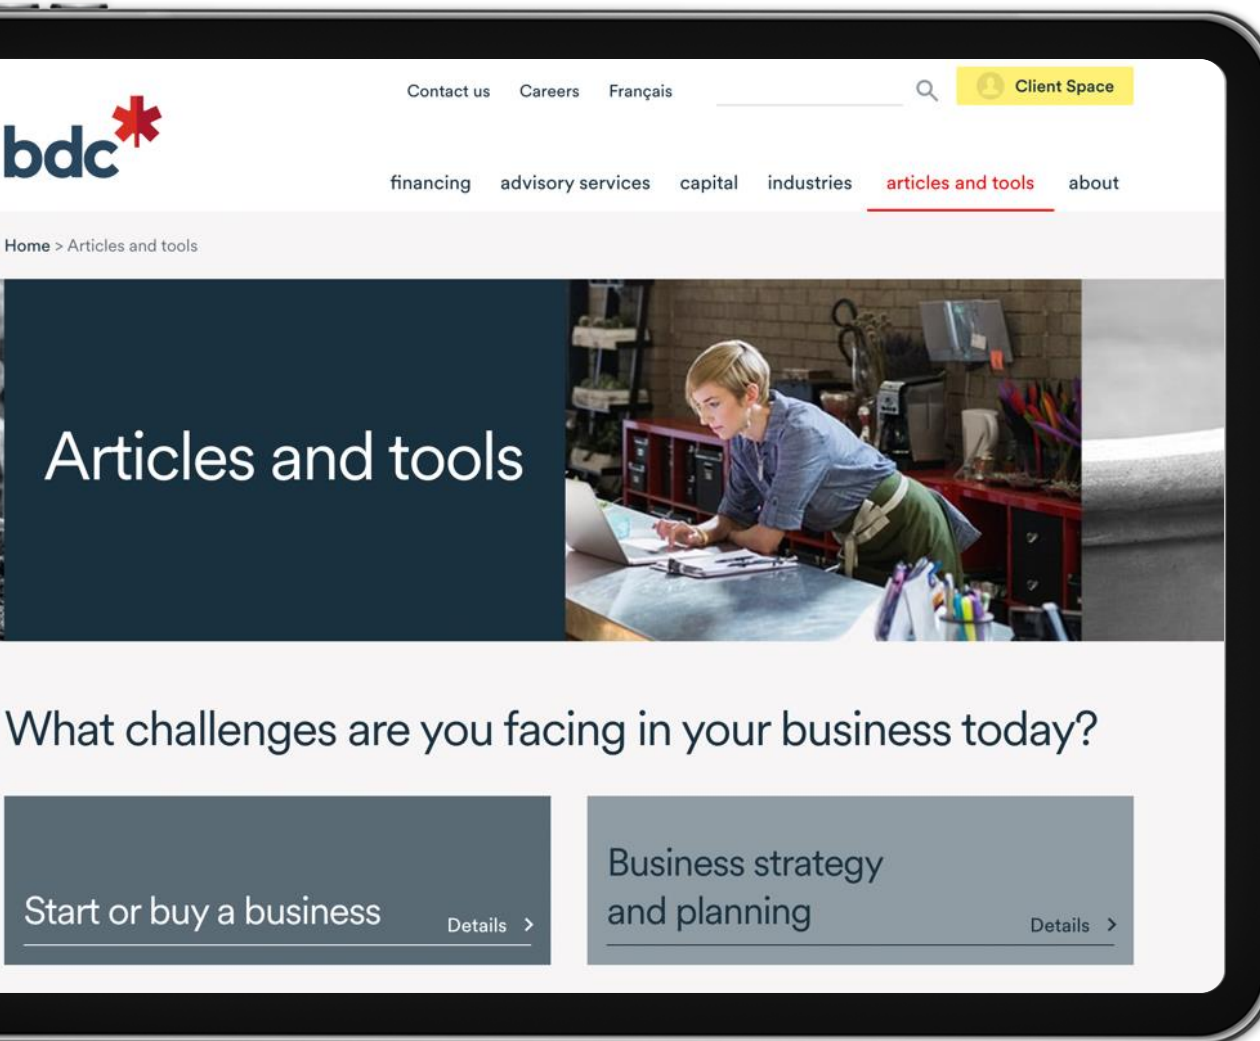 Contact us Careers Français
Client Space
bdc
financing advisory services capital industries articles and tools about
Home > Articles and tools
Articles and tools
What challenges are you facing in your business today?
Start or buy a business
Details >
Business strategy
and planning
Details >